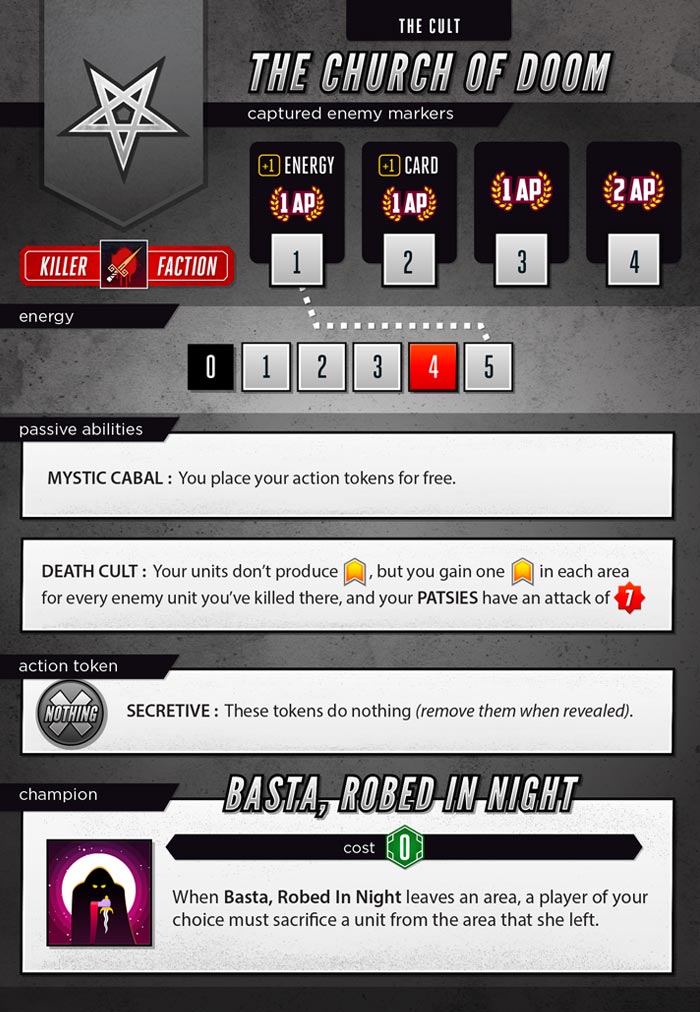 THE CULT
THE CHURCH OF DOOM
captured enemy markers
+1 ENERGY
1 AP
+1 CARD
1 AP
1 AP
2 AP
1
2
3
4
KILLER FACTION
energy
0 1 2 3 4 5
passive abilities
MYSTIC CABAL : You place your action tokens for free.
DEATH CULT : Your units don't produce , but you gain one in each area
for every enemy unit you've killed there, and your PATSIES have an attack of 7
action token
NOTHING
SECRETIVE : These tokens do nothing (remove them when revealed).
champion
BASTA, ROBED IN NIGHT
cost 0
When Basta, Robed In Night leaves an area, a player of your
choice must sacrifice a unit from the area that she left.